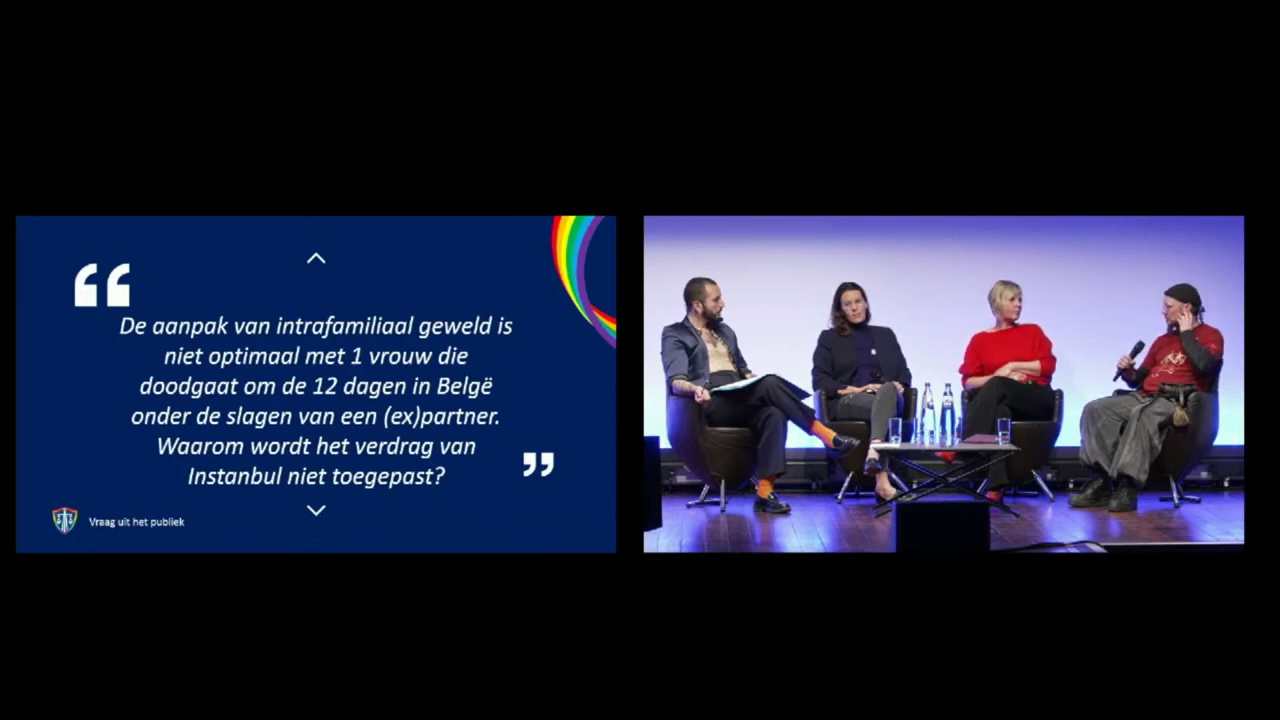 De aanpak van intrafamiliaal geweld is
niet optimaal met 1 vrouw die
doodgaat om de 12 dagen in Belgë
onder de slagen van een (ex)partner.
Waarom wordt het verdrag van
Instanbul niet toegepast?
Vraag uit het publiek